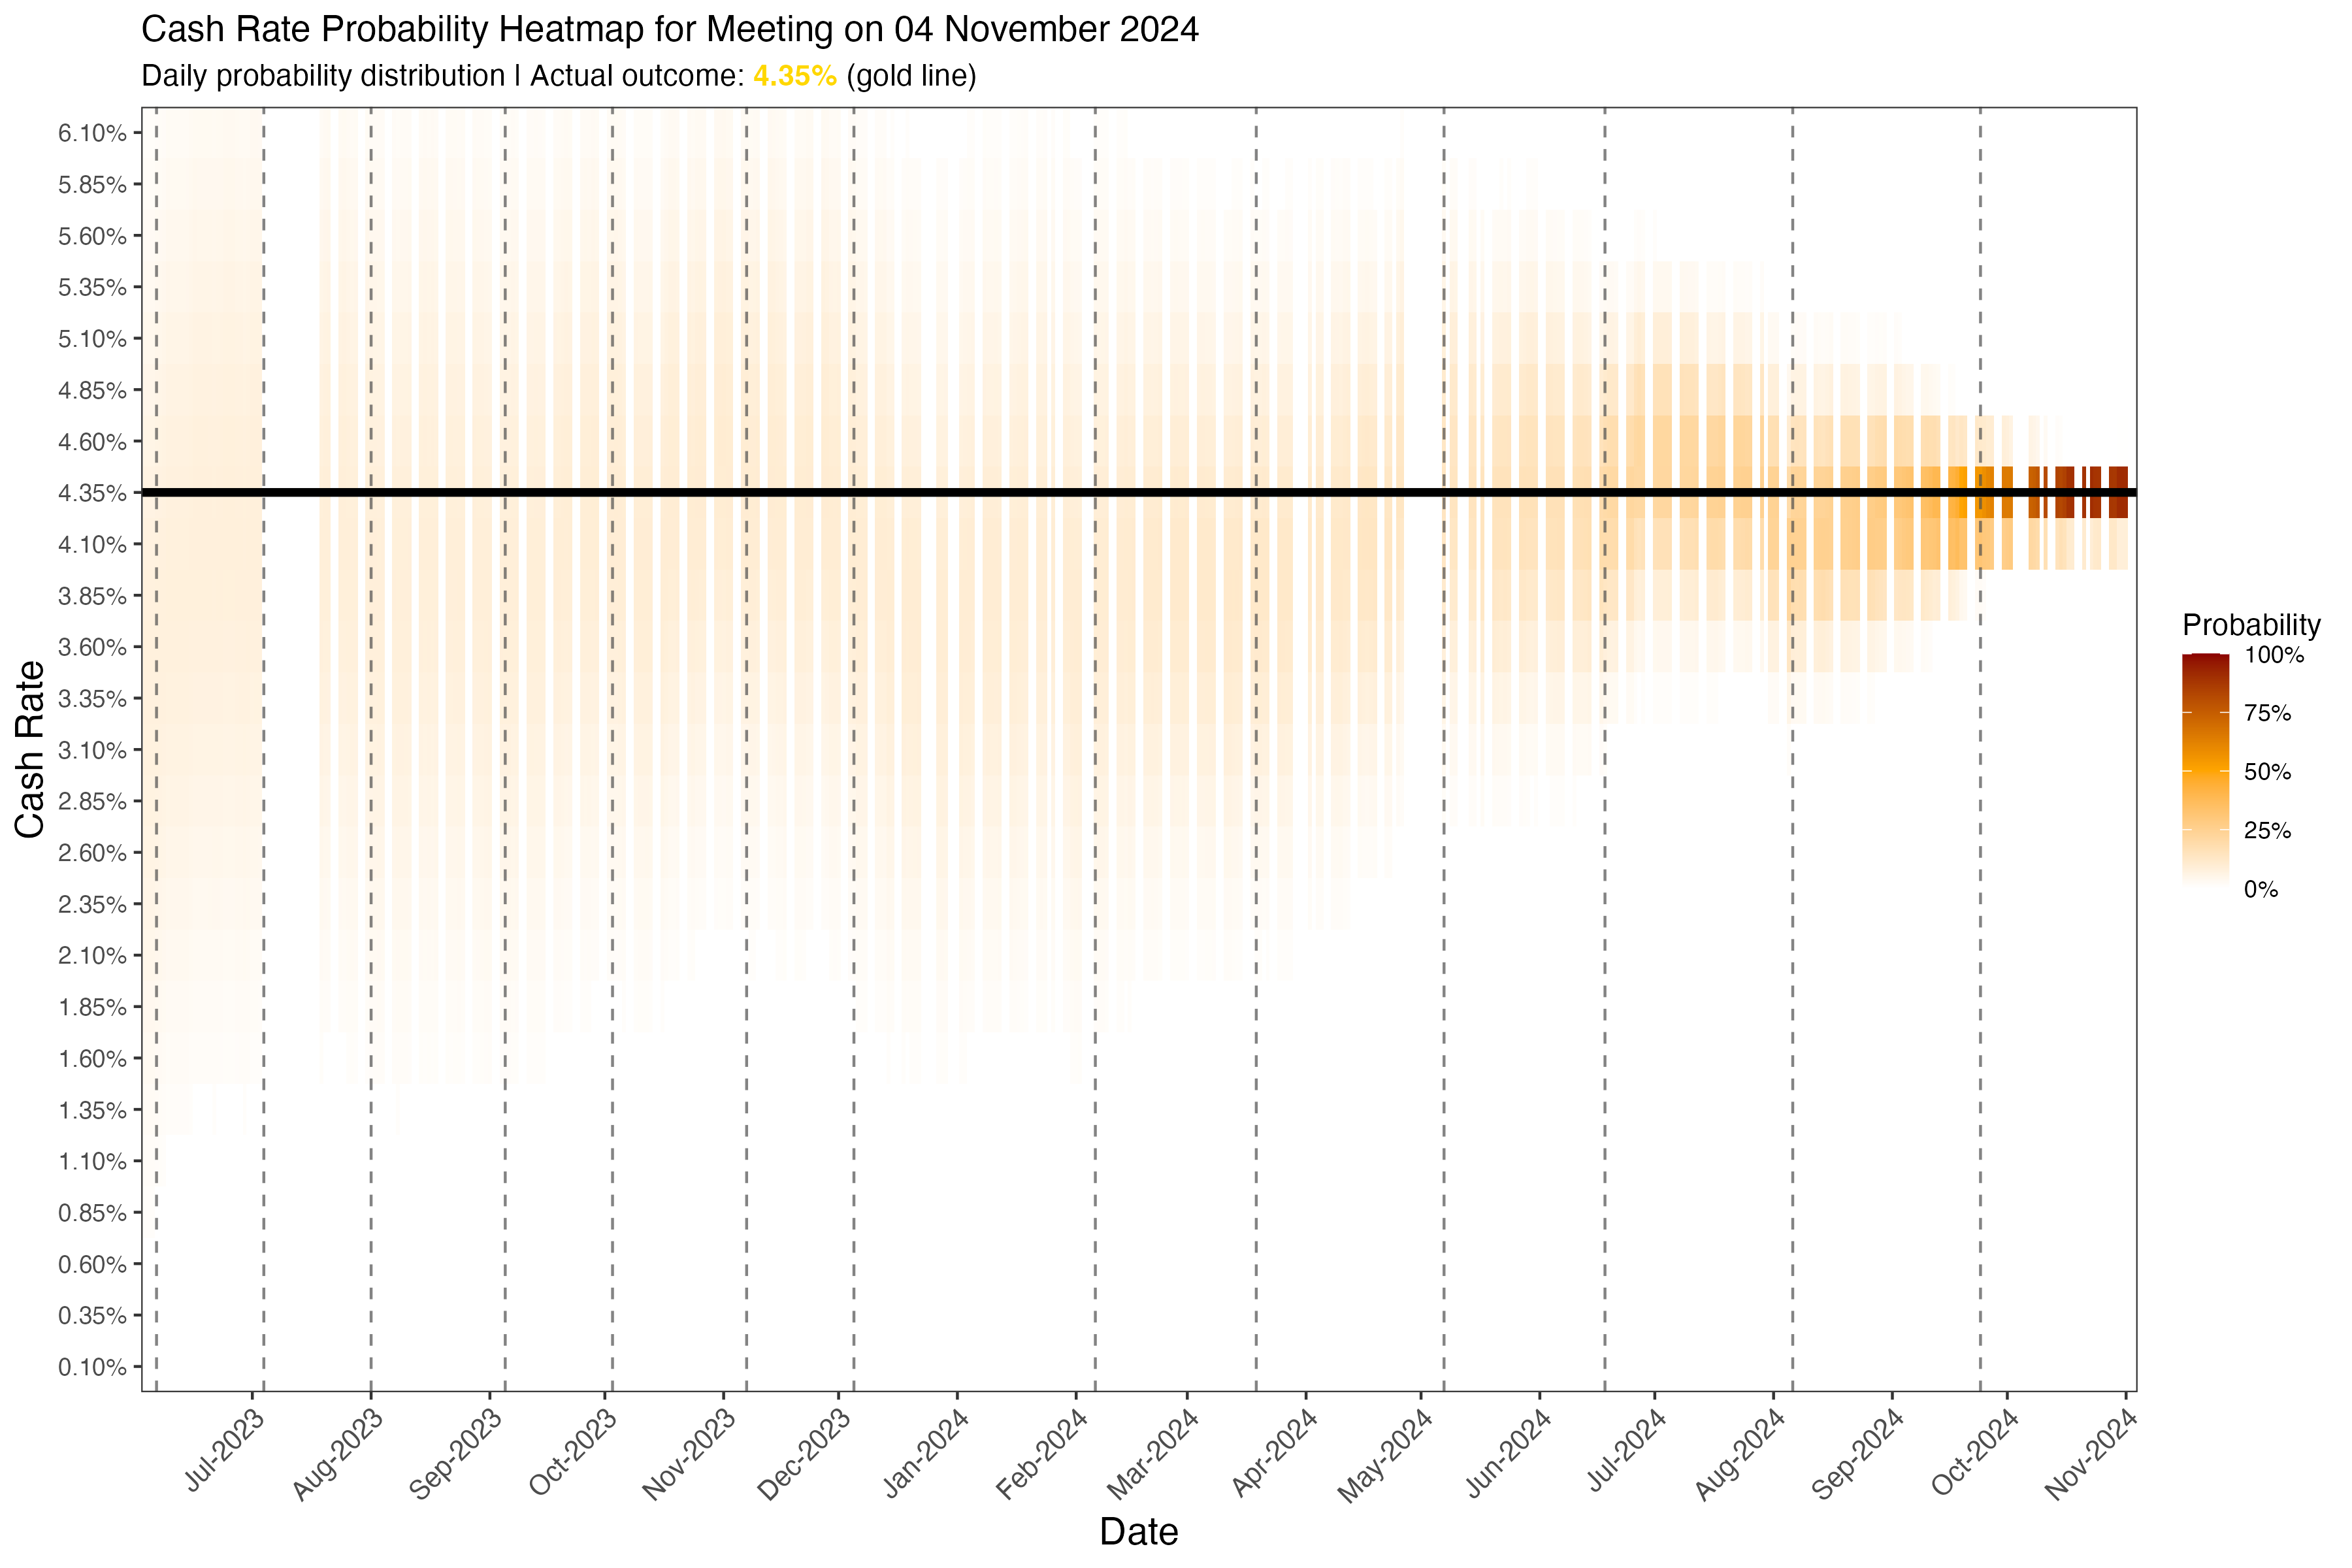 Cash Rate Probability Heatmap for Meeting on 04 November 2024
Daily probability distribution | Actual outcome: 4.35% (gold line)
6.10%
5.85%
5.60%
5.35%
5.10%
4.85%
4.60%
4.35%
4.10%
3.85%
3.60%
3.35%
3.10%
2.85%
2.60%
2.35%
2.10%
1.85%
1.60%
1.35%
1.10%
0.85%
0.60%
0.35%
0.10%
Cash Rate
Jul-2023
Aug-2023
Sep-2023
Oct-2023
Nov-2023
Dec-2023
Jan-2024
Feb-2024
Mar-2024
Apr-2024
May-2024
Jun-2024
Jul-2024
Aug-2024
Sep-2024
Oct-2024
Nov-2024
Date
Probability
100%
75%
50%
25%
0%